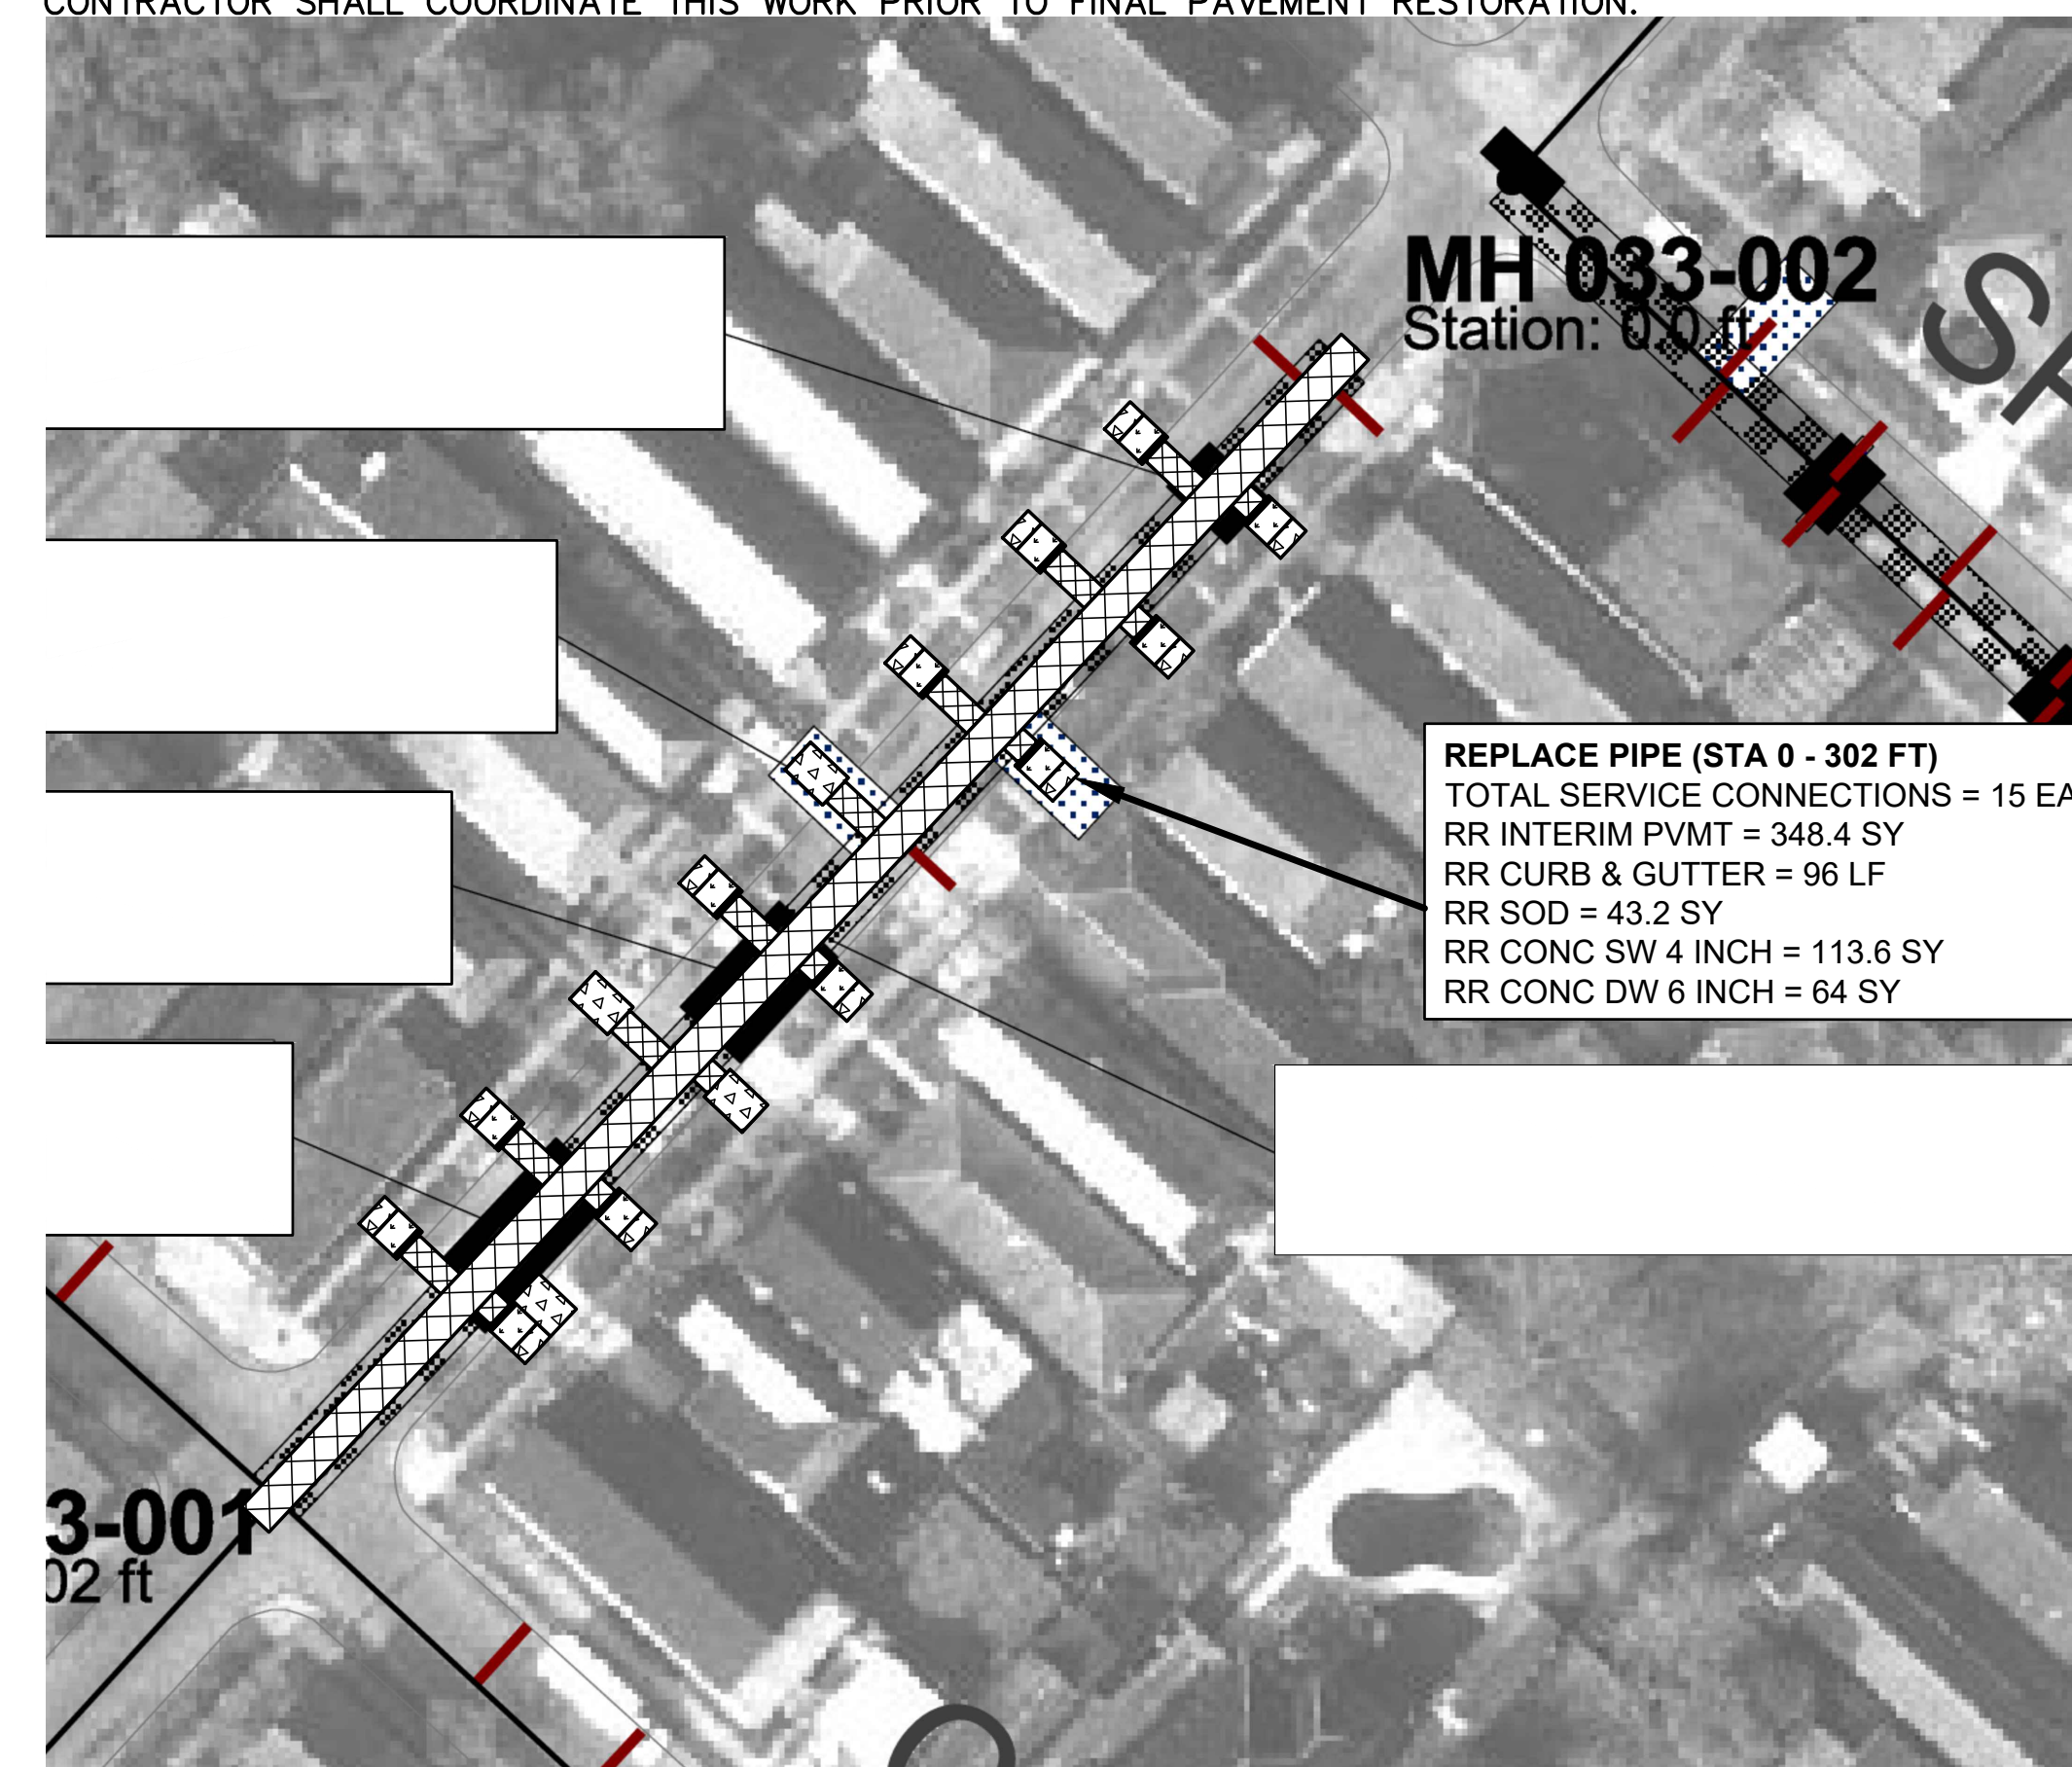 CONTRACTOR SHALL COORDINATE THIS WORK PRIOR TO FINAL PAVEMENT RESTORATION.
MH 033-002
Station: 0.0 ft
REPLACE PIPE (STA 0 - 302 FT)
TOTAL SERVICE CONNECTIONS = 15 EA
RR INTERIM PVMT = 348.4 SY
RR CURB & GUTTER = 96 LF
RR SOD = 43.2 SY
RR CONC SW 4 INCH = 113.6 SY
RR CONC DW 6 INCH = 64 SY
3-001
02 ft